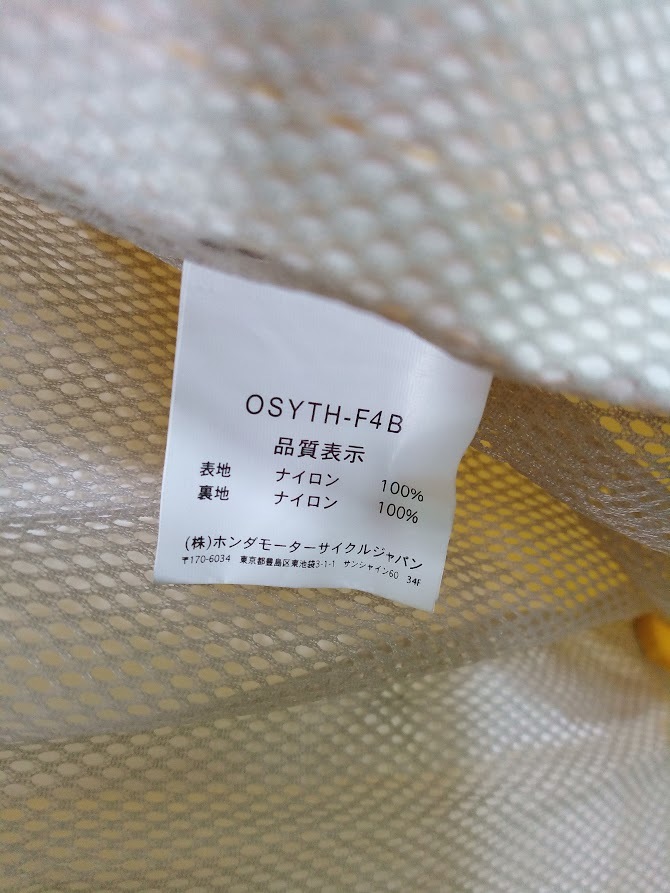 OSYTH-F4B
品質表示
表地 ナイロン 100%
裏地 ナイロン 100%
(株)ホンダモーターサイクルジャパン
〒170-6034 東京都豊島区東池袋3-1-1 サンシャイン60 34F